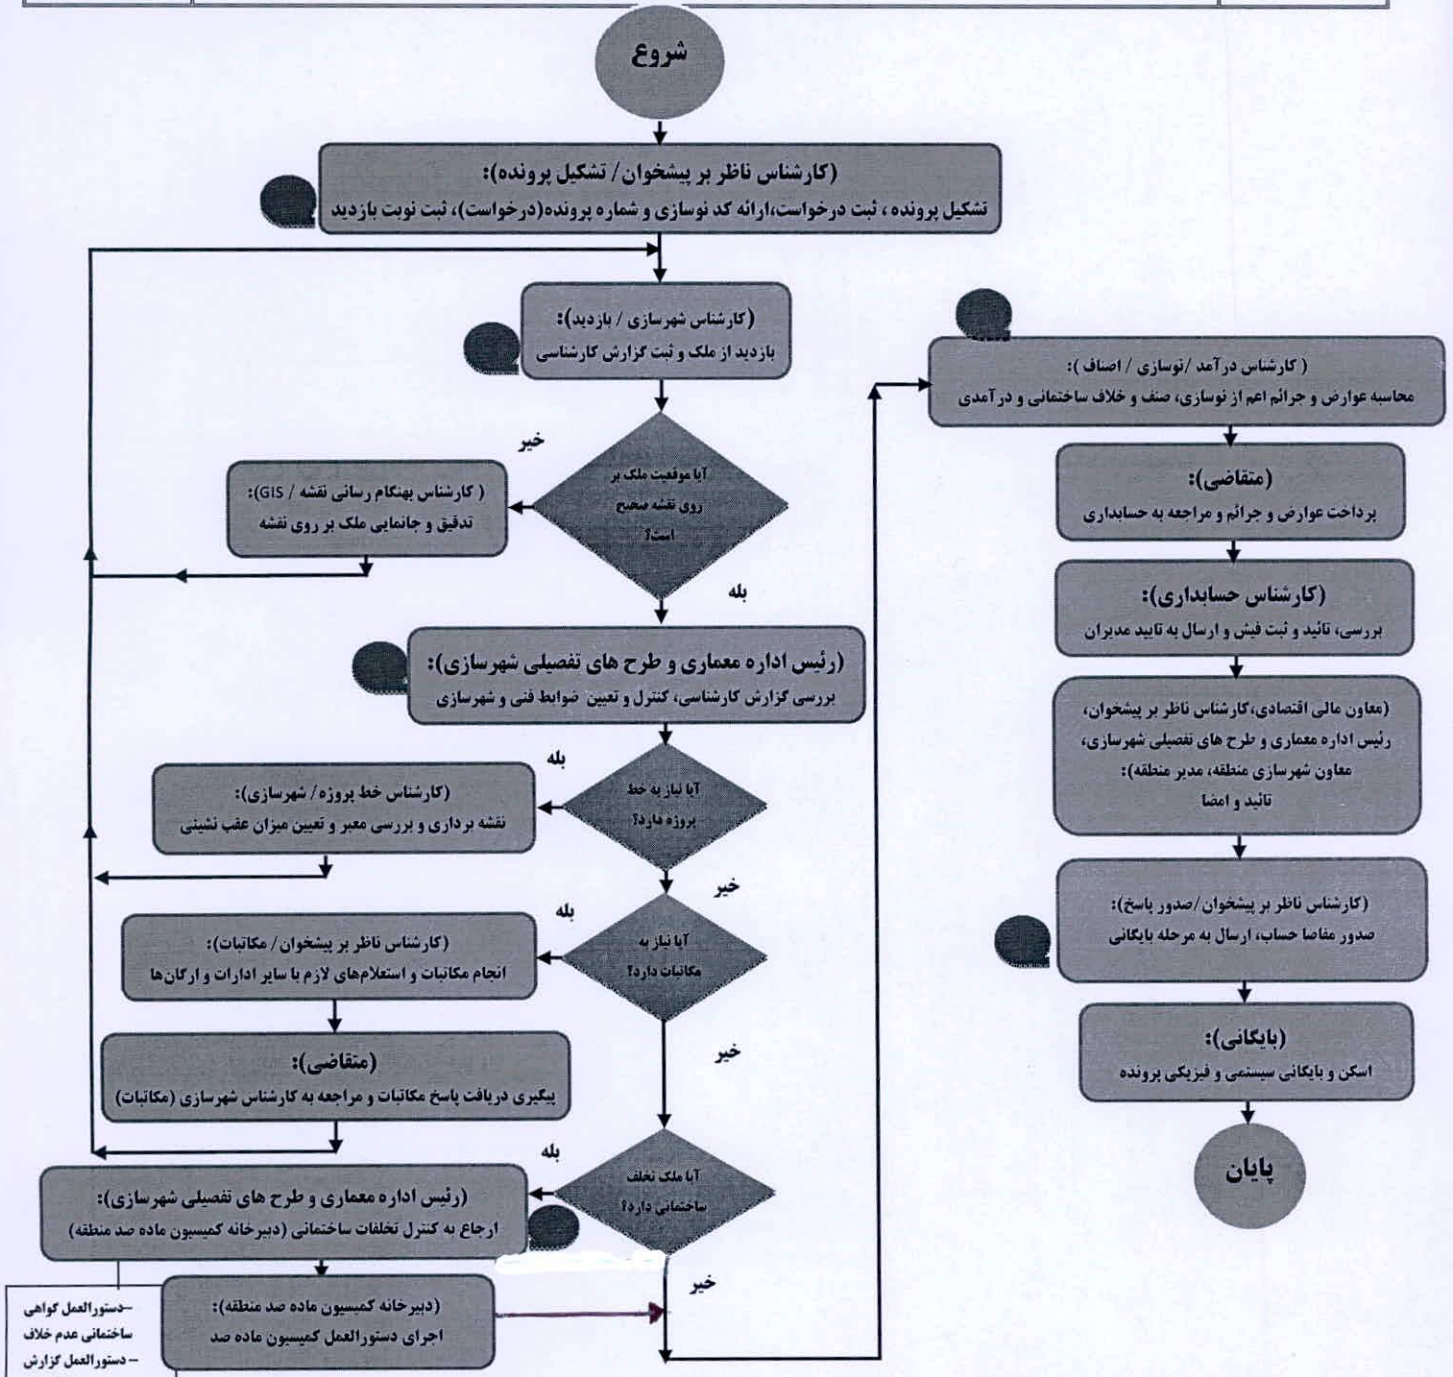 شروع
(کارشناس ناظر بر پیشخوان/ تشکیل پرونده):
تشکیل پرونده ، ثبت درخواست،ارائه کد نوسازی و شماره پرونده(درخواست)، ثبت نوبت بازدید
(کارشناس شهرسازی / بازدید):
بازدید از ملک و ثبت گزارش کارشناسی
آیا موقعیت ملک بر
روی نقشه صحیح
است؟
خیر
( کارشناس بهنگام رسانی نقشه / GIS):
تدقیق و جانمایی ملک بر روی نقشه
بله
(رئیس اداره معماری و طرح های تفصیلی شهرسازی):
بررسی گزارش کارشناسی، کنترل و تعیین ضوابط فنی و شهرسازی
آیا نیاز به خط
پروژه دارد؟
بله
(کارشناس خط پروژه/ شهرسازی):
نقشه برداری و بررسی معبر و تعیین میزان عقب نشینی
خیر
آیا نیاز به
مکاتبات دارد؟
بله
(کارشناس ناظر بر پیشخوان/ مکاتبات):
انجام مکاتبات و استعلام‌های لازم با سایر ادارات و ارگان‌ها
(متقاضی):
پیگیری دریافت پاسخ مکاتبات و مراجعه به کارشناس شهرسازی (مکاتبات)
خیر
آیا ملک تخلف
ساختمانی دارد؟
بله
(رئیس اداره معماری و طرح های تفصیلی شهرسازی):
ارجاع به کنترل تخلفات ساختمانی (دبیرخانه کمیسیون ماده صد منطقه)
(دبیرخانه کمیسیون ماده صد منطقه):
اجرای دستورالعمل کمیسیون ماده صد
–دستورالعمل گواهی
ساختمانی عدم خلاف
– دستورالعمل گزارش
خیر
( کارشناس درآمد /نوسازی / اصناف ):
محاسبه عوارض و جرائم اعم از نوسازی، صنف و خلاف ساختمانی و درآمدی
(متقاضی):
پرداخت عوارض و جرائم و مراجعه به حسابداری
(کارشناس حسابداری):
بررسی، تائید و ثبت فیش و ارسال به تایید مدیران
(معاون مالی اقتصادی،کارشناس ناظر بر پیشخوان،
رئیس اداره معماری و طرح های تفصیلی شهرسازی،
معاون شهرسازی منطقه، مدیر منطقه):
تائید و امضا
(کارشناس ناظر بر پیشخوان/صدور پاسخ):
صدور مفاصا حساب، ارسال به مرحله بایگانی
(بایگانی):
اسکن و بایگانی سیستمی و فیزیکی پرونده
پایان